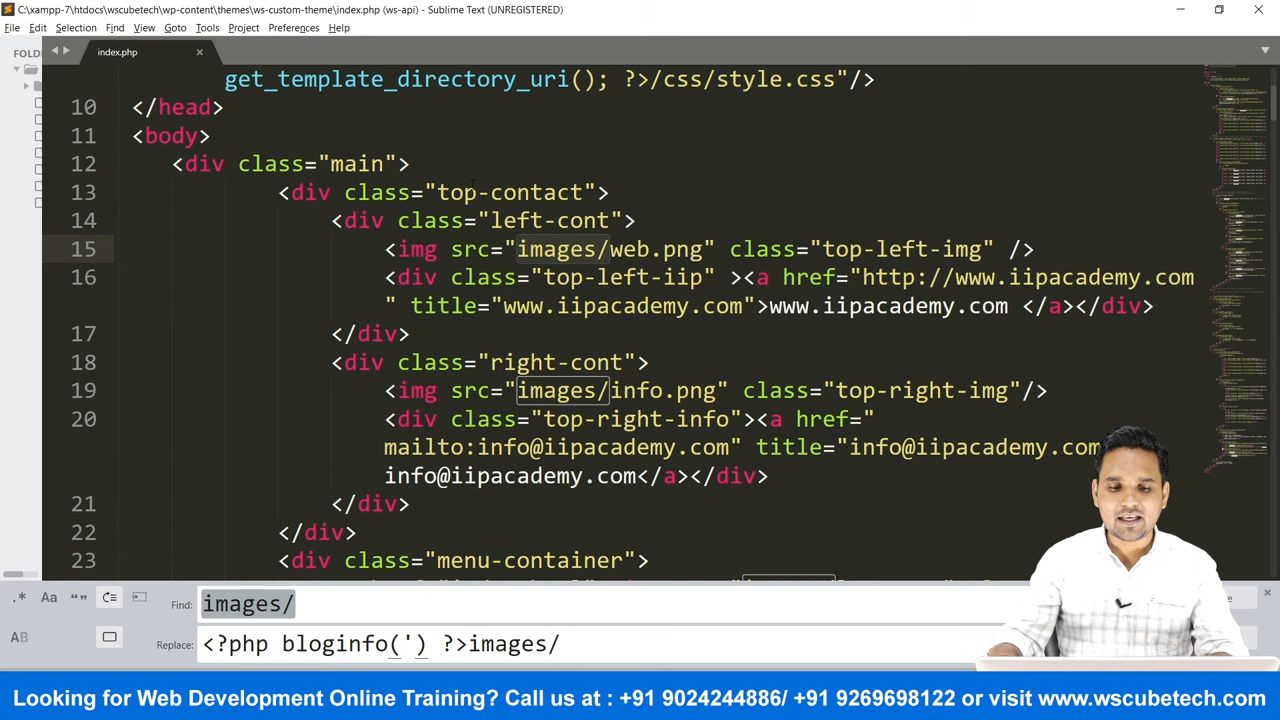 C:\xampp-7\htdocs\wscubetech\wp-content\themes\ws-custom-theme\index.php (ws-api) - Sublime Text (UNREGISTERED)
File Edit Selection Find View Goto Tools Project Preferences Help
FOLD
index.php
get_template_directory_uri(); ?>/css/style.css"/>
10 </head>
11 <body>
12 <div class="main">
13 <div class="top-contact">
14 <div class="left-cont">
15 <img src="images/web.png" class="top-left-img" />
16 <div class="top-left-iip" ><a href="http://www.iipacademy.com
" title="www.iipacademy.com">www.iipacademy.com </a></div>
17 </div>
18 <div class="right-cont">
19 <img src="images/info.png" class="top-right-img"/>
20 <div class="top-right-info"><a href="
mailto:info@iipacademy.com" title="info@iipacademy.com
info@iipacademy.com</a></div>
21 </div>
22 </div>
23 <div class="menu-container">
.* Aa “” Find: images/
AB Replace: <?php bloginfo(') ?>images/
Looking for Web Development Online Training? Call us at : +91 9024244886/ +91 9269698122 or visit www.wscubetech.com